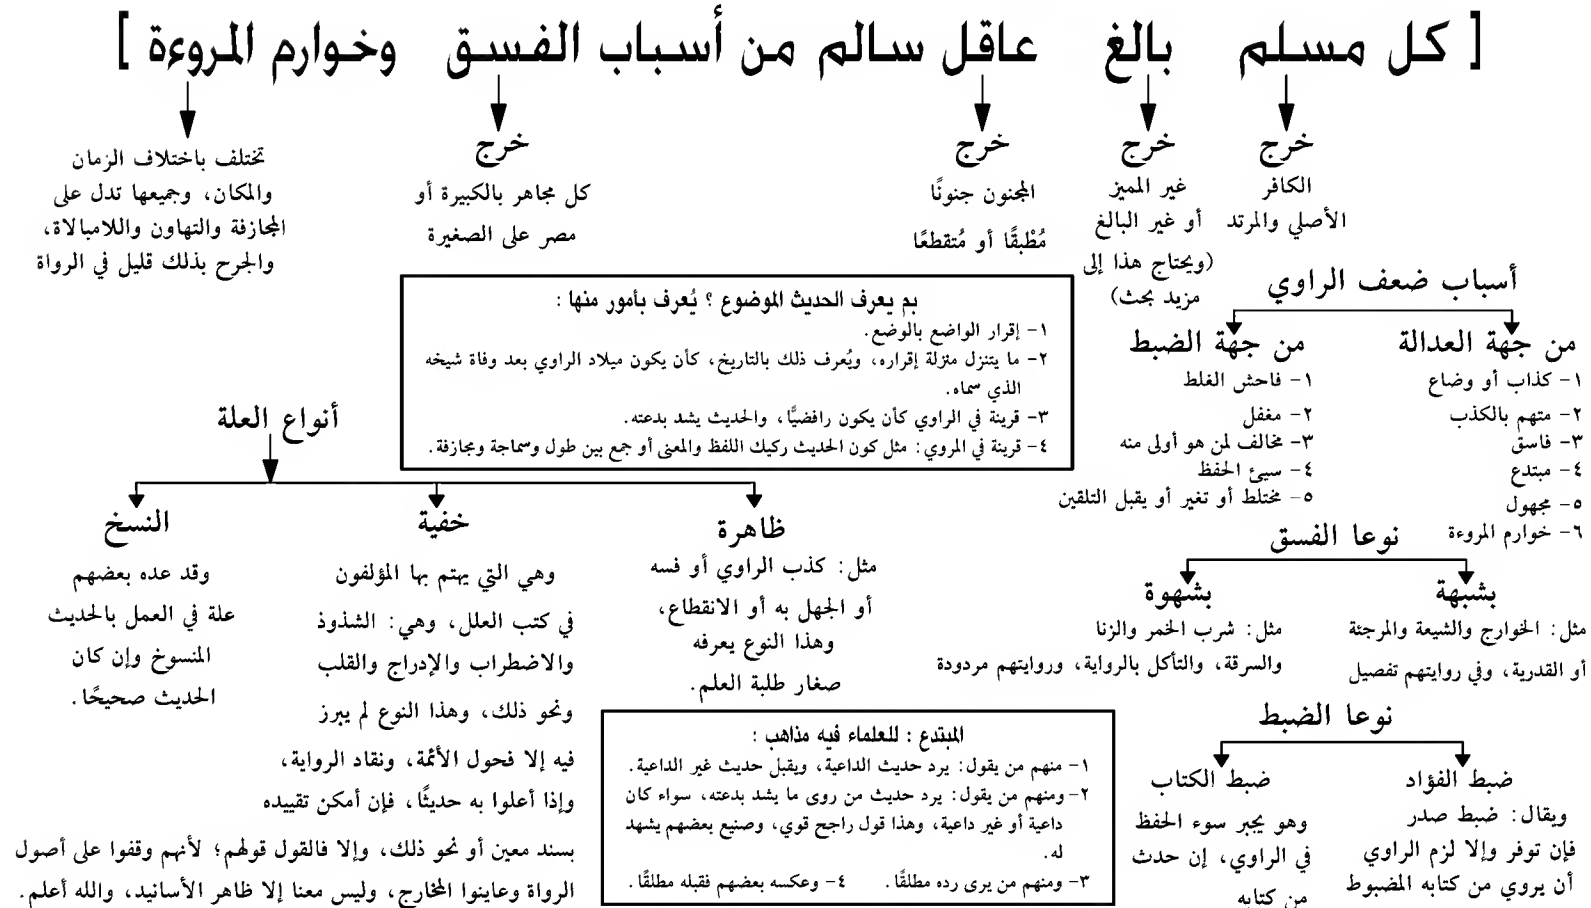 [ كل مسلم بالغ عاقل سالم من أسباب الفسق وخوارم المروءة ]
خرج
الكافر
الأصلي والمرتد
خرج
غير المميز
أو غير البالغ
(ويحتاج هذا إلى
مزيد بحث)
خرج
المجنون جنونًا
مُطْبقًا أو مُتقطعًا
خرج
كل مجاهر بالكبيرة أو
مصر على الصغيرة
تختلف باختلاف الزمان
والمكان، وجميعها تدل على
المجازفة والتهاون واللامبالاة،
والجرح بذلك قليل في الرواة
أسباب ضعف الراوي
من جهة العدالة
١- كذاب أو وضاع
٢- متهم بالكذب
٣- فاسق
٤- مبتدع
٥- مجهول
٦- خوارم المروءة
من جهة الضبط
١- فاحش الغلط
٢- مغفل
٣- مخالف لمن هو أولى منه
٤- سيئ الحفظ
٥- مختلط أو تغير أو يقبل التلقين
بم يعرف الحديث الموضوع ؟ يُعرف بأمور منها :
١- إقرار الواضع بالوضع.
٢- ما يتنزل منزلة إقراره، ويُعرف ذلك بالتاريخ، كأن يكون ميلاد الراوي بعد وفاة شيخه
الذي سماه.
٣- قرينة في الراوي كأن يكون رافضيًّا، والحديث يشد بدعته.
٤- قرينة في المروي: مثل كون الحديث ركيك اللفظ والمعنى أو جمع بين طول وسماجة ومجازفة.
نوعا الفسق
بشبهة
مثل: الخوارج والشيعة والمرجئة
أو القدرية، وفي روايتهم تفصيل
بشهوة
مثل: شرب الخمر والزنا
والسرقة، والتأكل بالرواية، وروايتهم مردودة
أنواع العلة
ظاهرة
مثل: كذب الراوي أو فسه
أو الجهل به أو الانقطاع،
وهذا النوع يعرفه
صغار طلبة العلم.
خفية
وهي التي يهتم بها المؤلفون
في كتب العلل، وهي: الشذوذ
والاضطراب والإدراج والقلب
ونحو ذلك، وهذا النوع لم يبرز
فيه إلا فحول الأئمة، ونقاد الرواية،
وإذا أعلوا به حديثًا، فإن أمكن تقييده
بسند معين أو نحو ذلك، وإلا فالقول قولهم؛ لأنهم وقفوا على أصول
الرواة وعاينوا المخارج، وليس معنا إلا ظاهر الأسانيد، والله أعلم.
النسخ
وقد عده بعضهم
علة في العمل بالحديث
المنسوخ وإن كان
الحديث صحيحًا.
نوعا الضبط
ضبط الفؤاد
ويقال: ضبط صدر
فإن توفر وإلا لزم الراوي
أن يروي من كتابه المضبوط
ضبط الكتاب
وهو يجبر سوء الحفظ
في الراوي، إن حدث
من كتابه
المبتدع : للعلماء فيه مذاهب :
١- منهم من يقول: يرد حديث الداعية، ويقبل حديث غير الداعية.
٢- ومنهم من يقول: يرد حديث من روى ما يشد بدعته، سواء كان
داعية أو غير داعية، وهذا قول راجح قوي، وصنيع بعضهم يشهد
له.
٣- ومنهم من يرى رده مطلقًا. ٤- وعكسه بعضهم فقبله مطلقًا.